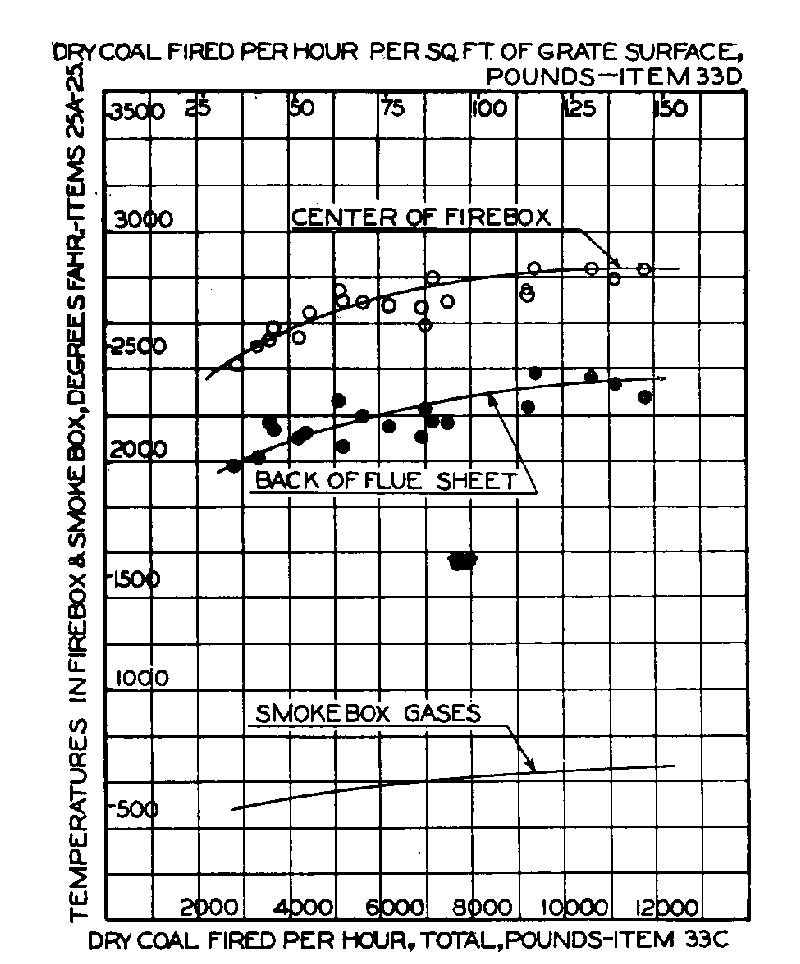 DRY COAL FIRED PER HOUR PER SQ.FT. OF GRATE SURFACE,
POUNDS—ITEM 33D
3500 25 50 75 100 125 150
3000
CENTER OF FIREBOX
2500
2000
BACK OF FLUE SHEET
1500
1000
SMOKEBOX GASES
500
2000 4000 6000 8000 10000 12000
DRY COAL FIRED PER HOUR, TOTAL, POUNDS-ITEM 33C
TEMPERATURES IN FIREBOX & SMOKE BOX, DEGREES FAHR.-ITEMS 25A-25.